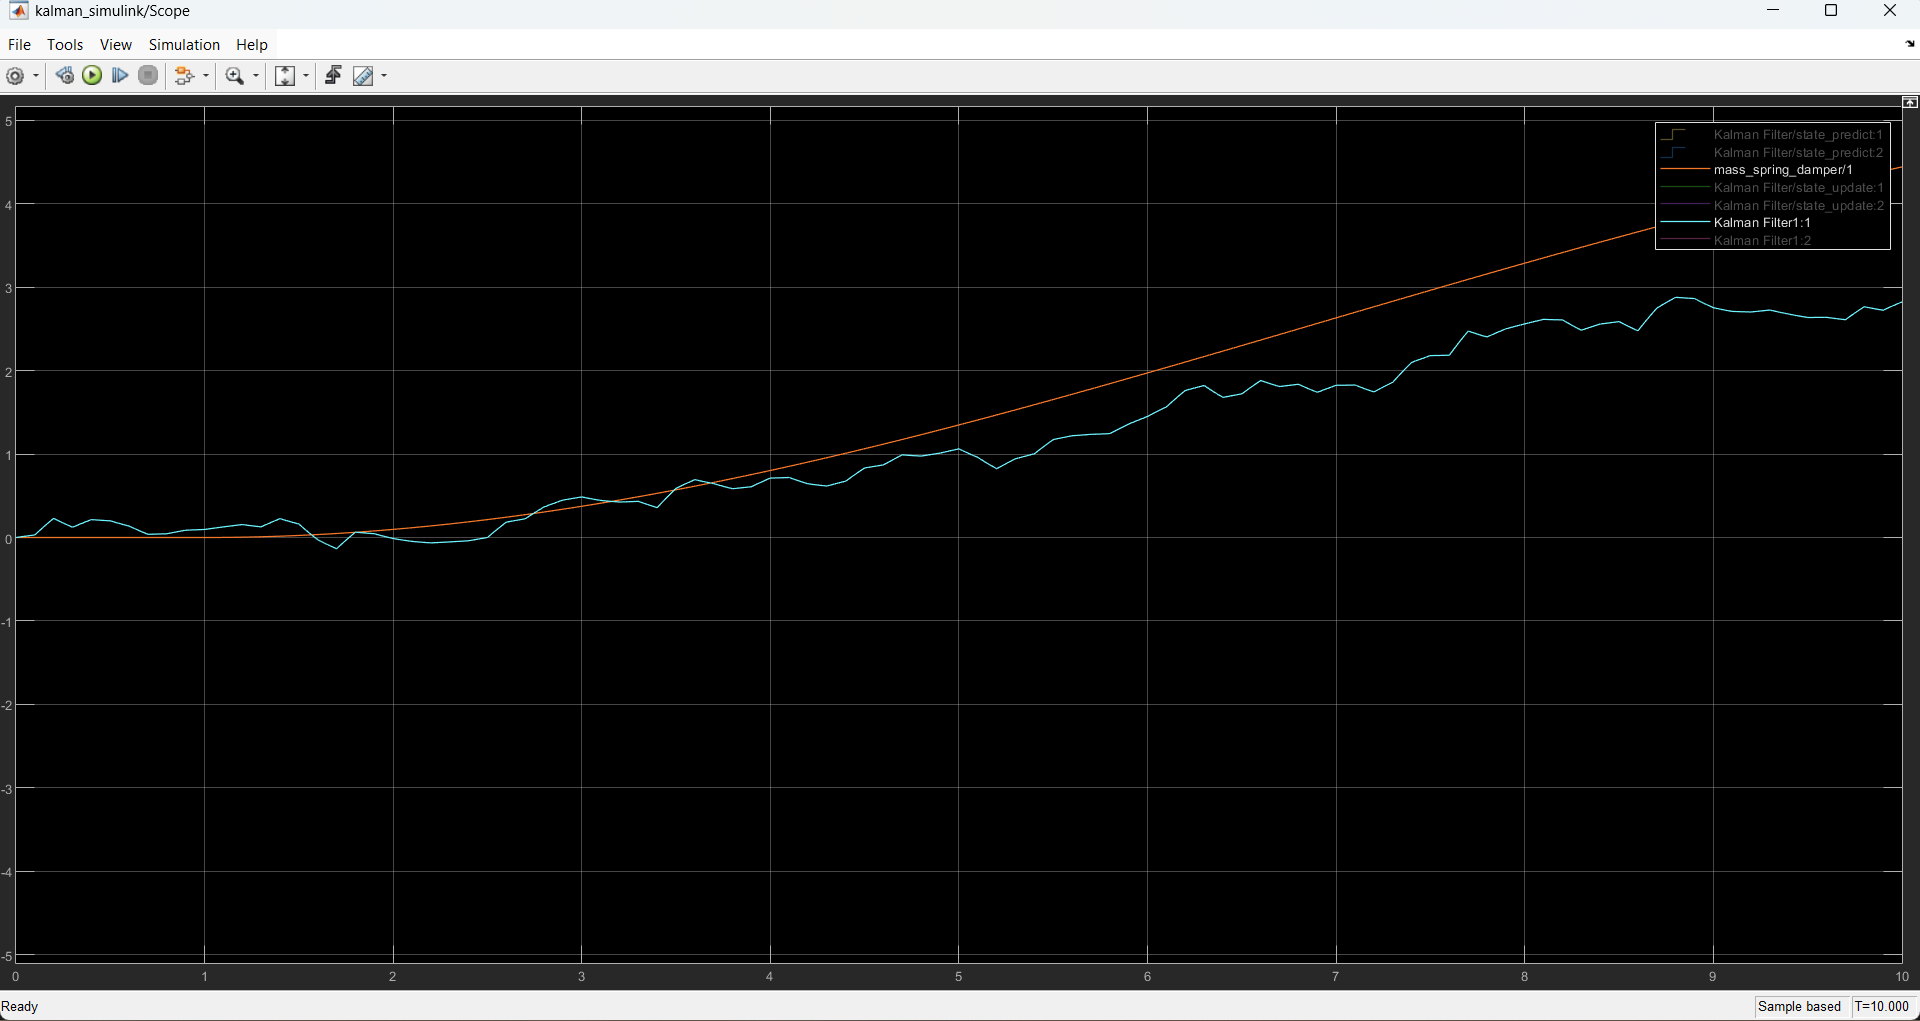 kalman_simulink/Scope
File Tools View Simulation Help
Kalman Filter/state_predict:1
Kalman Filter/state_predict:2
mass_spring_damper/1
Kalman Filter/state_update:1
Kalman Filter/state_update:2
Kalman Filter1:1
Kalman Filter1:2
5
4
3
2
1
0
-1
-2
-3
-4
-5
0 1 2 3 4 5 6 7 8 9 10
Ready Sample based T=10.000